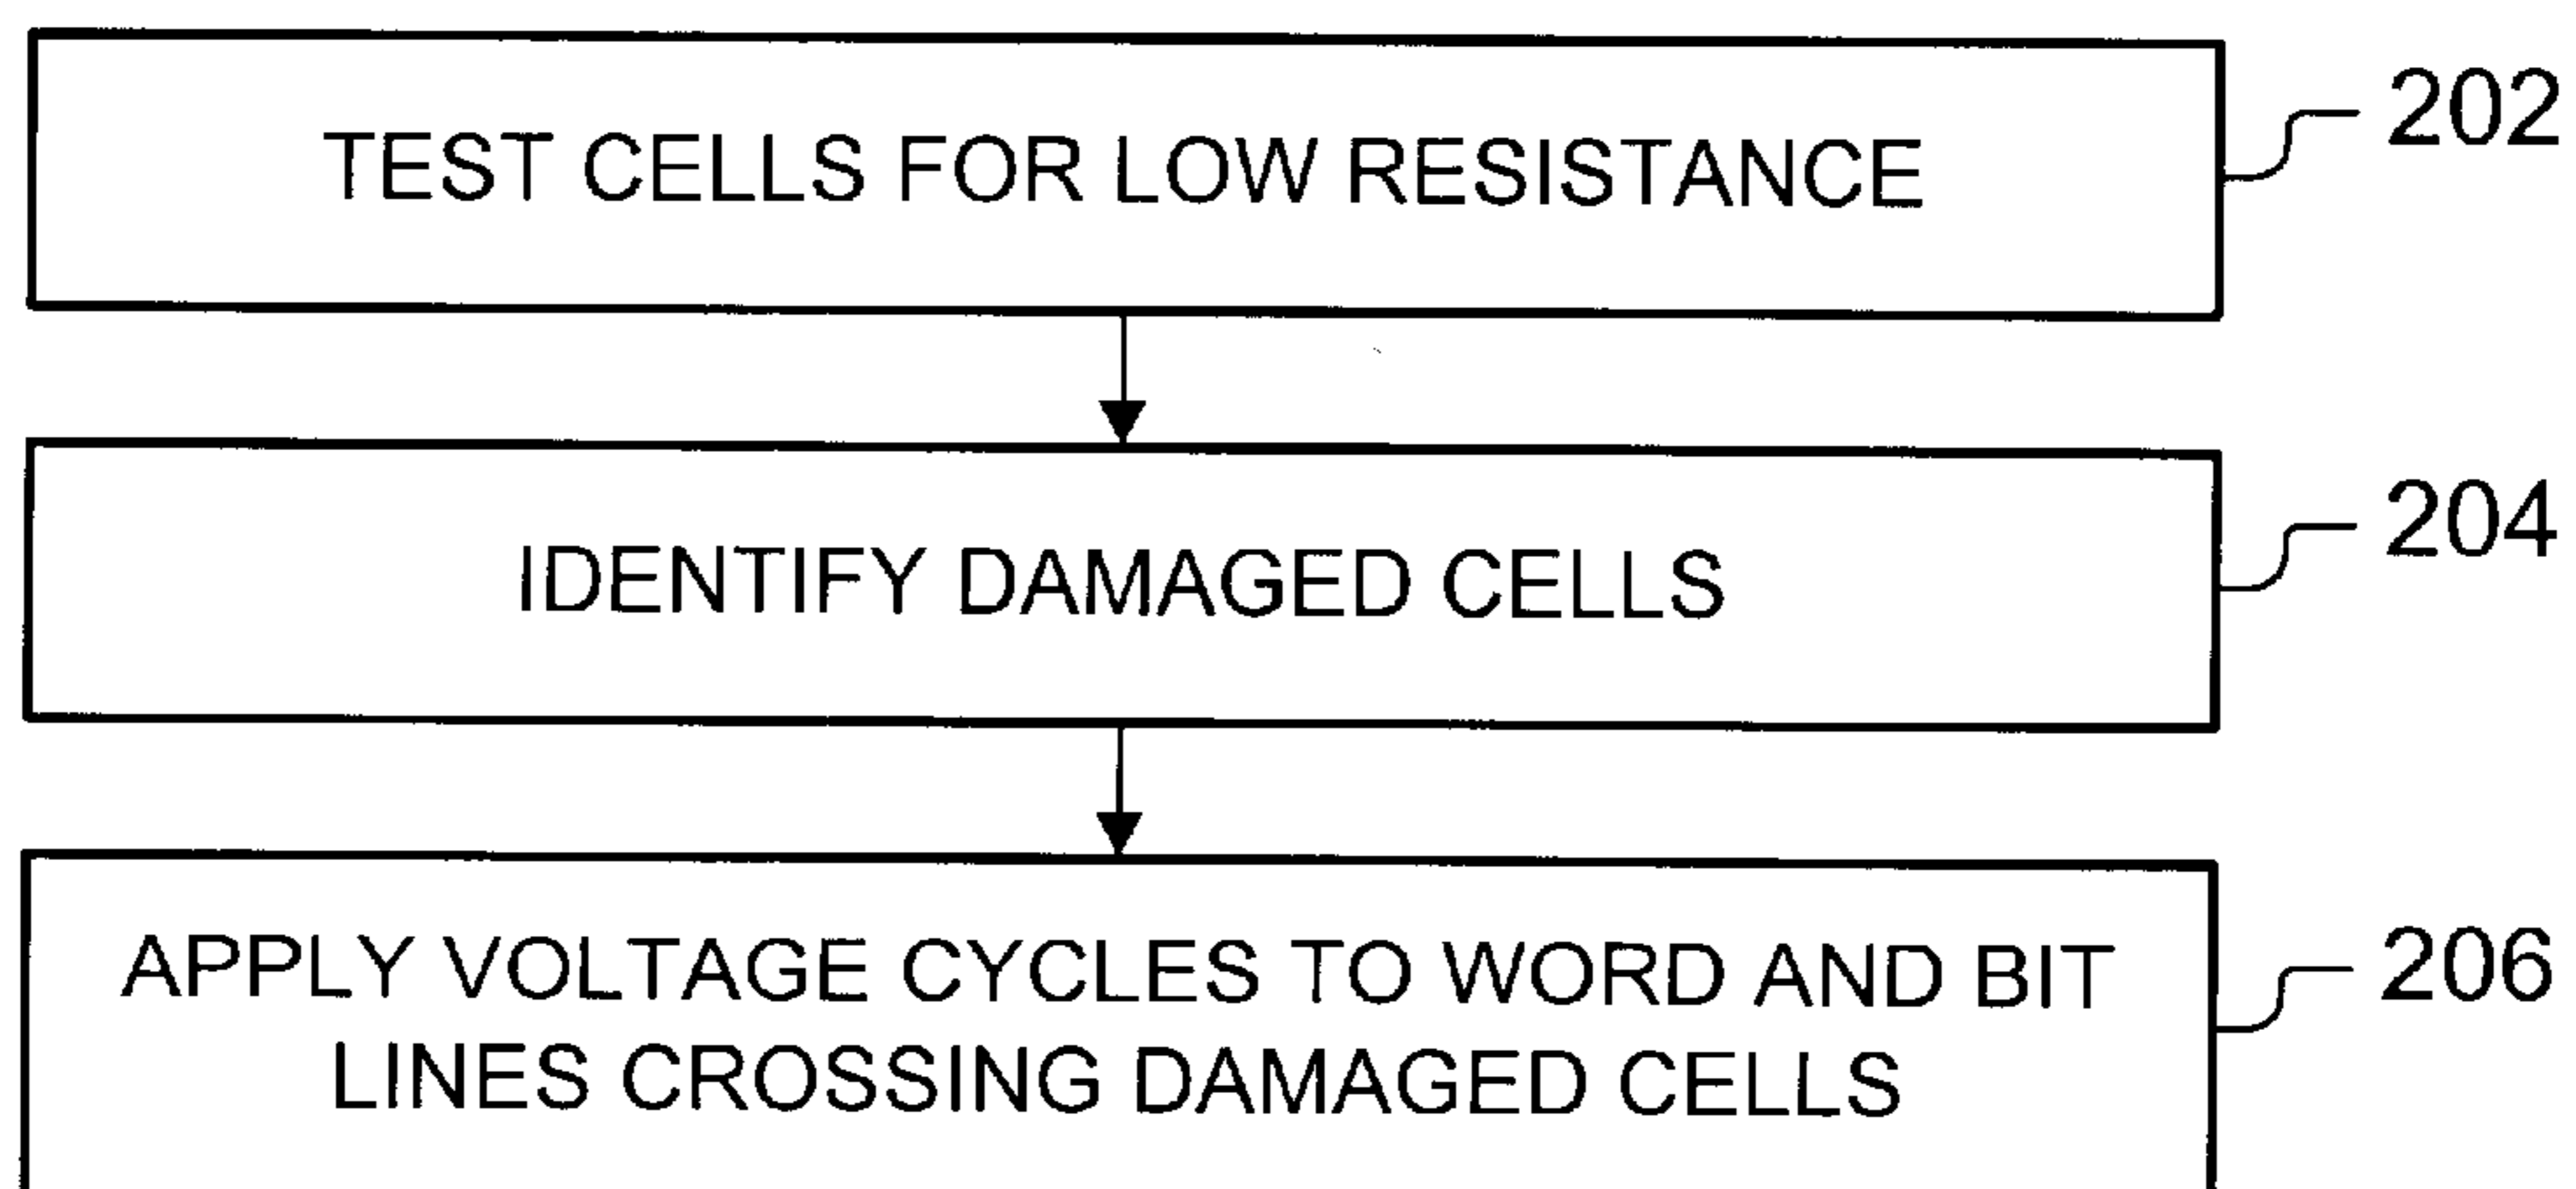 TEST CELLS FOR LOW RESISTANCE
202
IDENTIFY DAMAGED CELLS
204
APPLY VOLTAGE CYCLES TO WORD AND BIT
LINES CROSSING DAMAGED CELLS
206